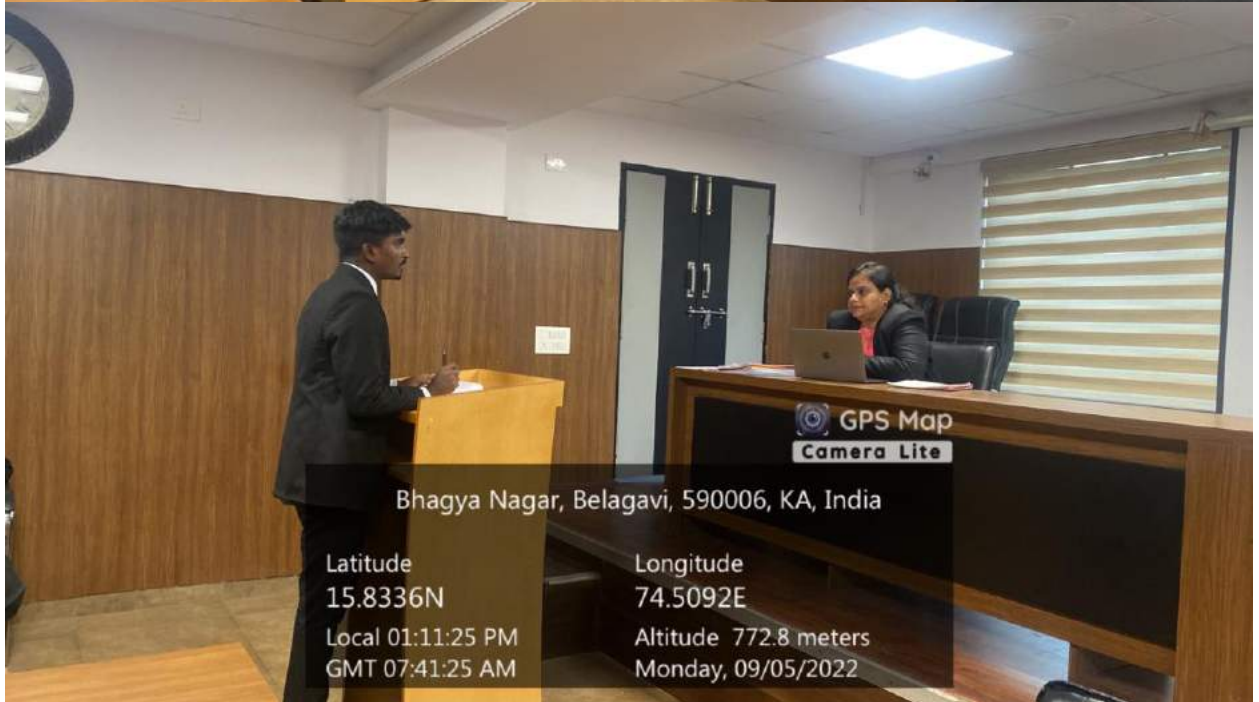 GPS Map
Camera Lite
Bhagya Nagar, Belagavi, 590006, KA, India
Latitude
15.8336N
Longitude
74.5092E
Local 01:11:25 PM
GMT 07:41:25 AM
Altitude 772.8 meters
Monday, 09/05/2022